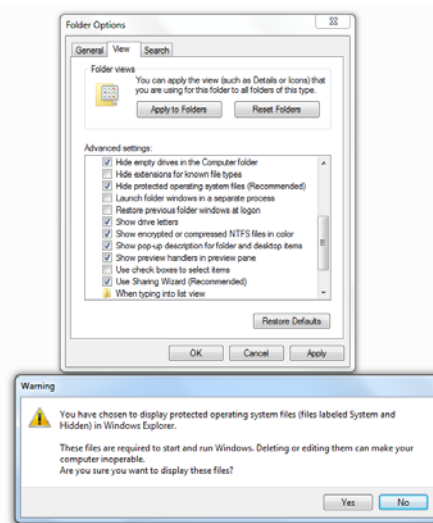 Folder Options
General View Search
Folder views
You can apply the view (such as Details or Icons) that
you are using for this folder to all folders of this type.
Apply to Folders Reset Folders
Advanced settings:
Hide empty drives in the Computer folder
Hide extensions for known file types
Hide protected operating system files (Recommended)
Launch folder windows in a separate process
Restore previous folder windows at logon
Show drive letters
Show encrypted or compressed NTFS files in color
Show pop-up description for folder and desktop items
Show preview handlers in preview pane
Use check boxes to select items
Use Sharing Wizard (Recommended)
When typing into list view
Restore Defaults
OK Cancel Apply
Warning
You have chosen to display protected operating system files (files labeled System and
Hidden) in Windows Explorer.
These files are required to start and run Windows. Deleting or editing them can make your
computer inoperable.
Are you sure you want to display these files?
Yes No